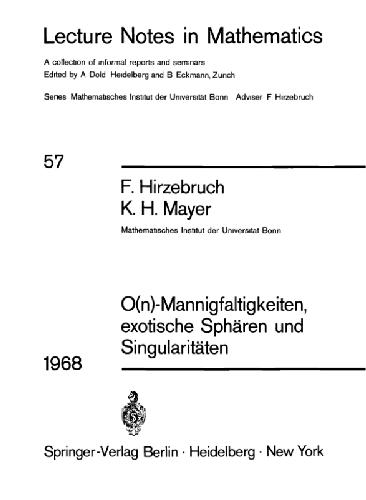 Lecture Notes in Mathematics
A collection of informal reports and seminars
Edited by A Dold Heidelberg and B Eckmann, Zurich
Series Mathematisches Institut der Universität Bonn Adviser F Hirzebruch
57
F. Hirzebruch
K. H. Mayer
Mathematisches Institut der Universität Bonn
O(n)-Mannigfaltigkeiten,
exotische Sphären und
Singularitäten
1968
Springer-Verlag Berlin · Heidelberg · New York